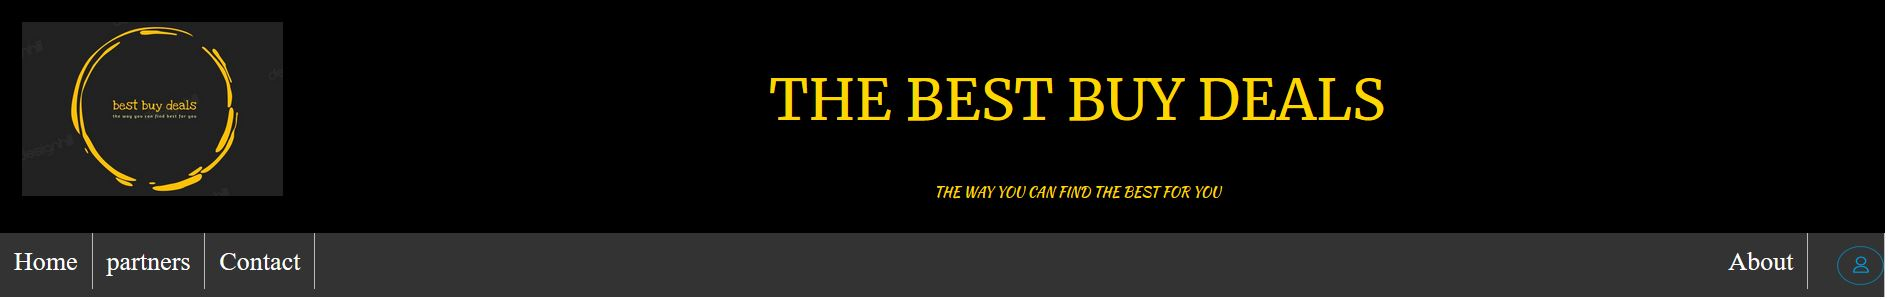 best buy deals
the way you can find best for you
THE BEST BUY DEALS
THE WAY YOU CAN FIND THE BEST FOR YOU
Home partners Contact About